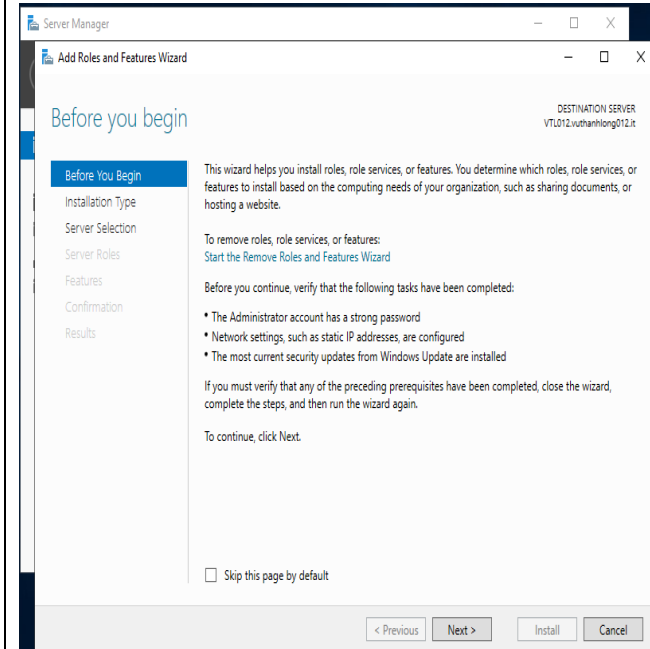 Server Manager
Add Roles and Features Wizard
Before you begin
DESTINATION SERVER
VTL012.vuthanhlong012.it
Before You Begin
Installation Type
Server Selection
Server Roles
Features
Confirmation
Results
This wizard helps you install roles, role services, or features. You determine which roles, role services, or
features to install based on the computing needs of your organization, such as sharing documents, or
hosting a website.
To remove roles, role services, or features:
Start the Remove Roles and Features Wizard
Before you continue, verify that the following tasks have been completed:
• The Administrator account has a strong password
• Network settings, such as static IP addresses, are configured
• The most current security updates from Windows Update are installed
If you must verify that any of the preceding prerequisites have been completed, close the wizard,
complete the steps, and then run the wizard again.
To continue, click Next.
Skip this page by default
< Previous
Next >
Install
Cancel